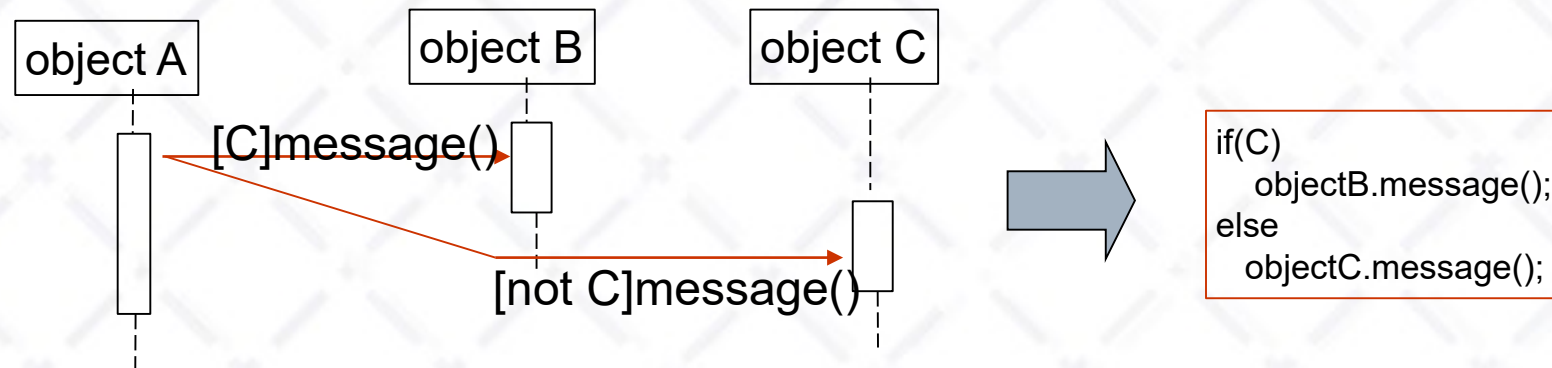 object A
object B
object C
[C]message()
[not C]message()
if(C)
objectB.message();
else
objectC.message();